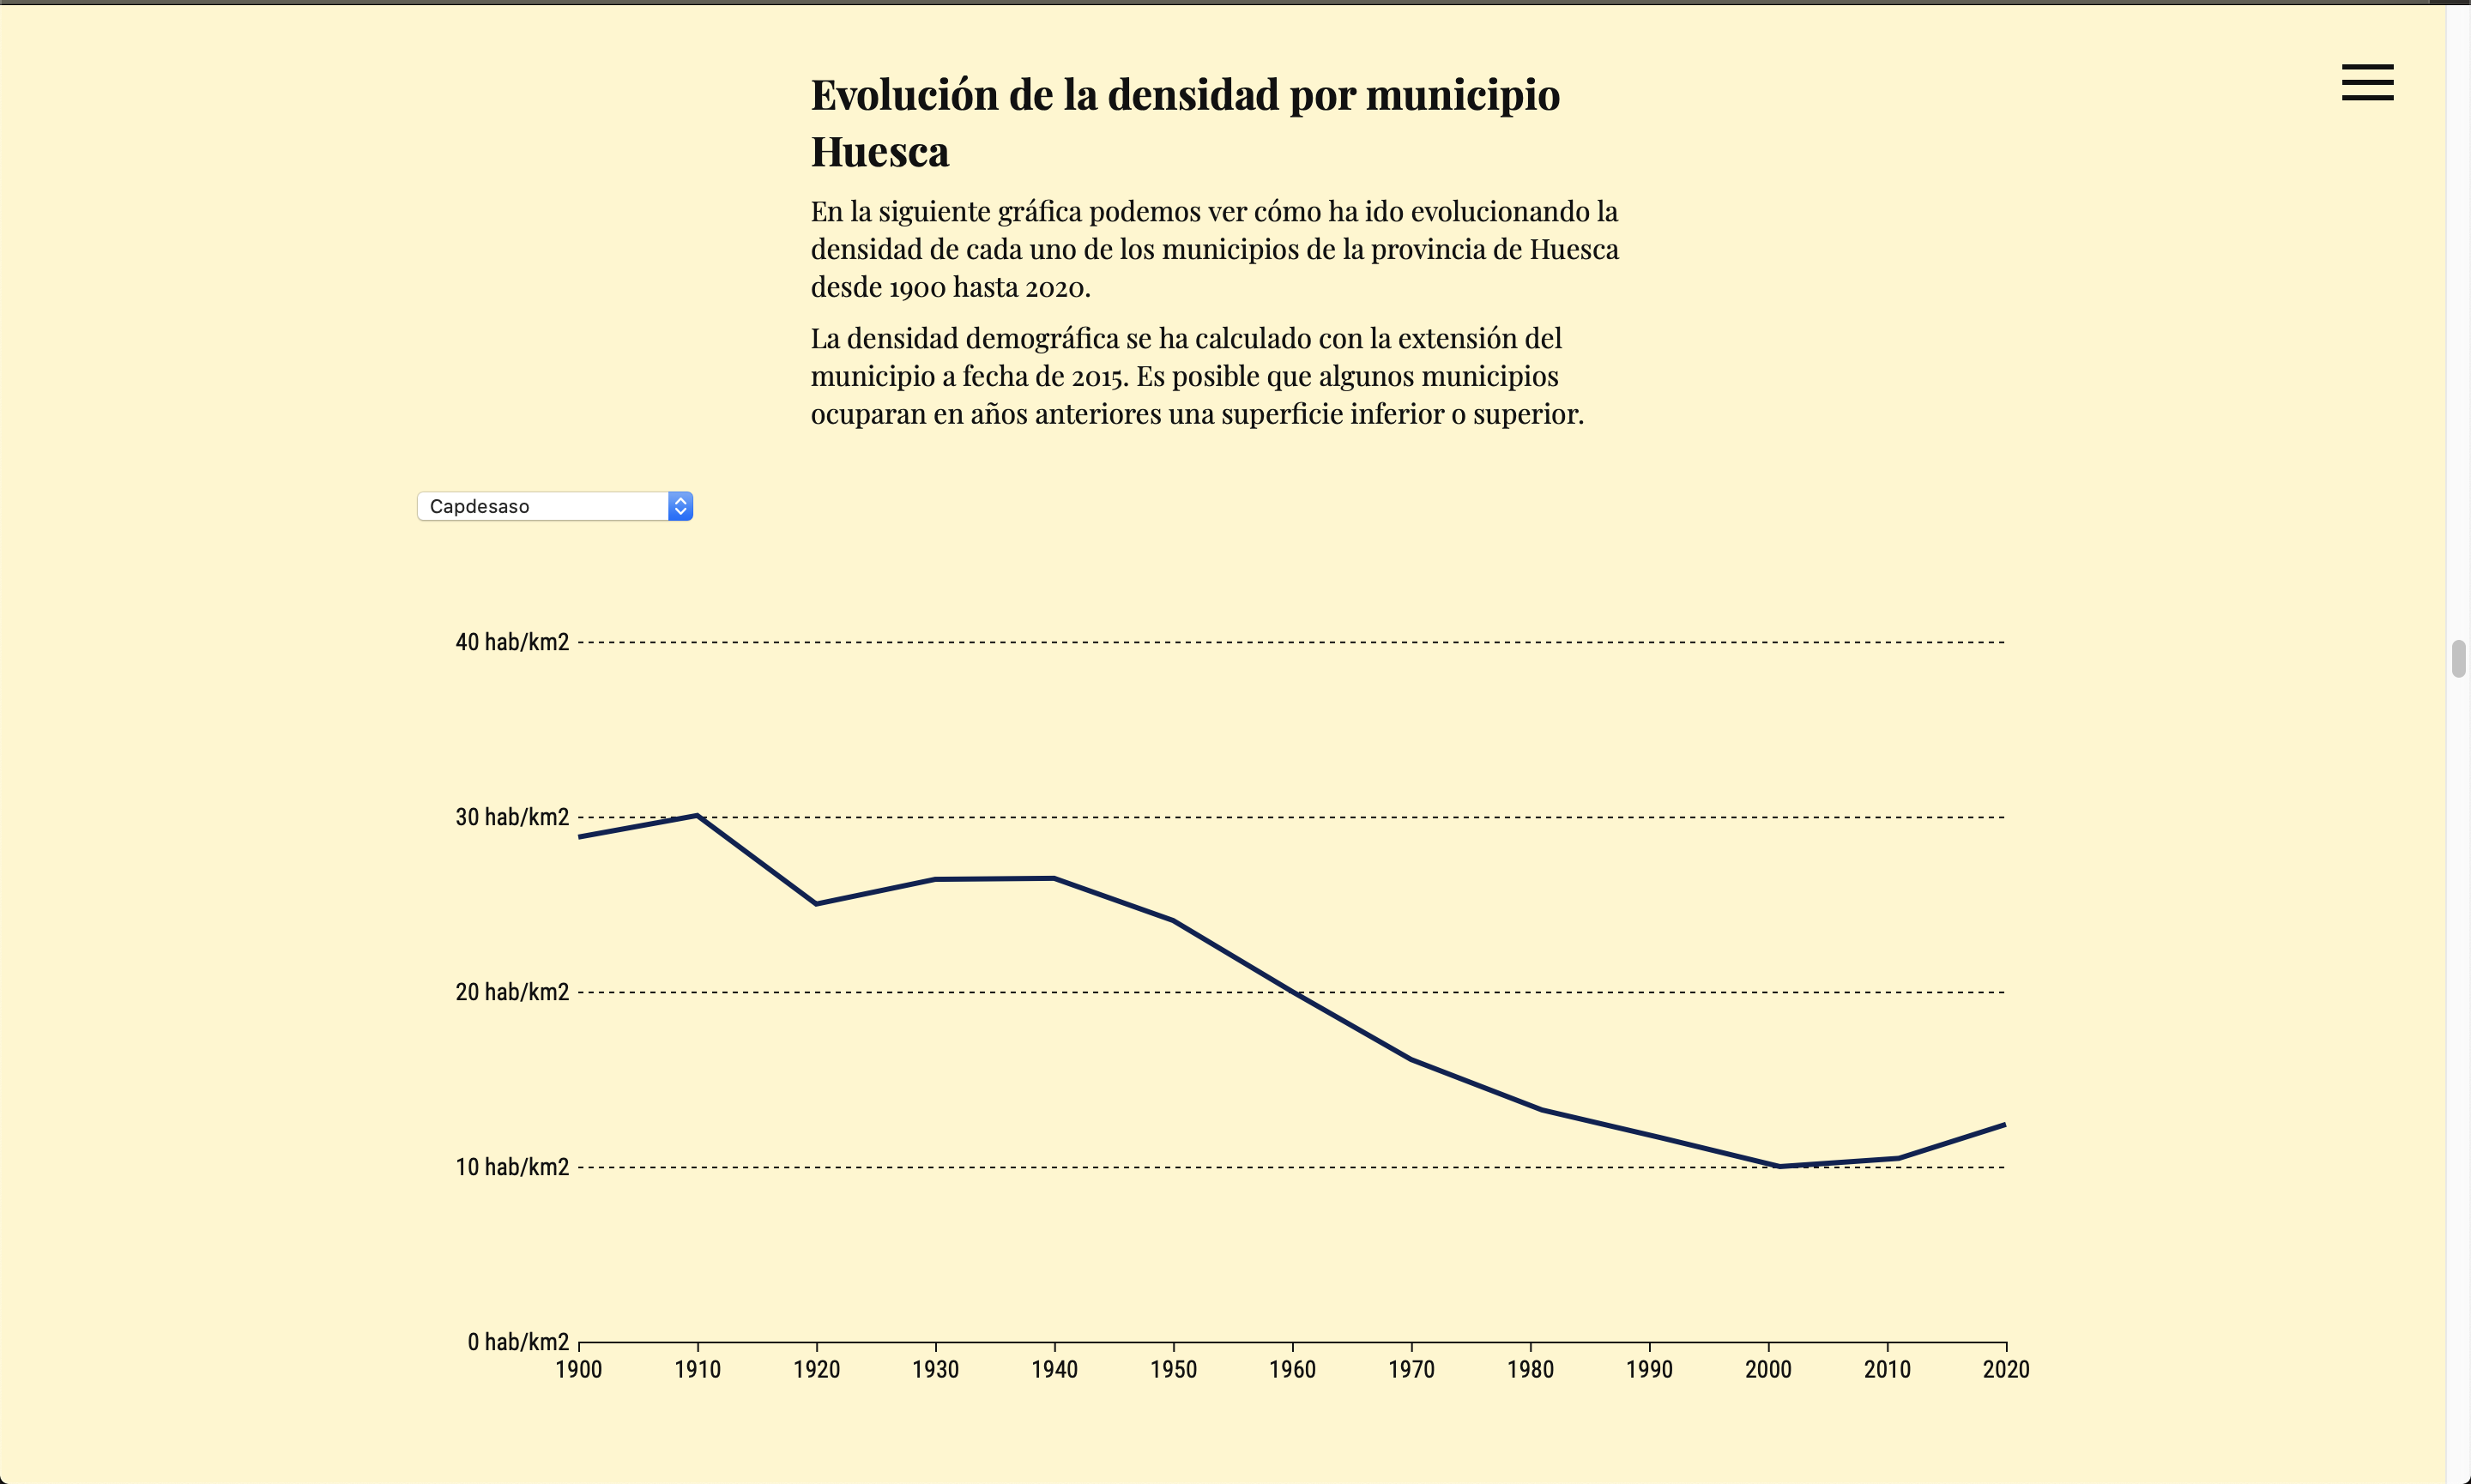 Evolución de la densidad por municipio
Huesca
En la siguiente gráfica podemos ver cómo ha ido evolucionando la
densidad de cada uno de los municipios de la provincia de Huesca
desde 1900 hasta 2020.
La densidad demográfica se ha calculado con la extensión del
municipio a fecha de 2015. Es posible que algunos municipios
ocuparan en años anteriores una superficie inferior o superior.
Capdesaso
40 hab/km2
30 hab/km2
20 hab/km2
10 hab/km2
0 hab/km2
1900 1910 1920 1930 1940 1950 1960 1970 1980 1990 2000 2010 2020